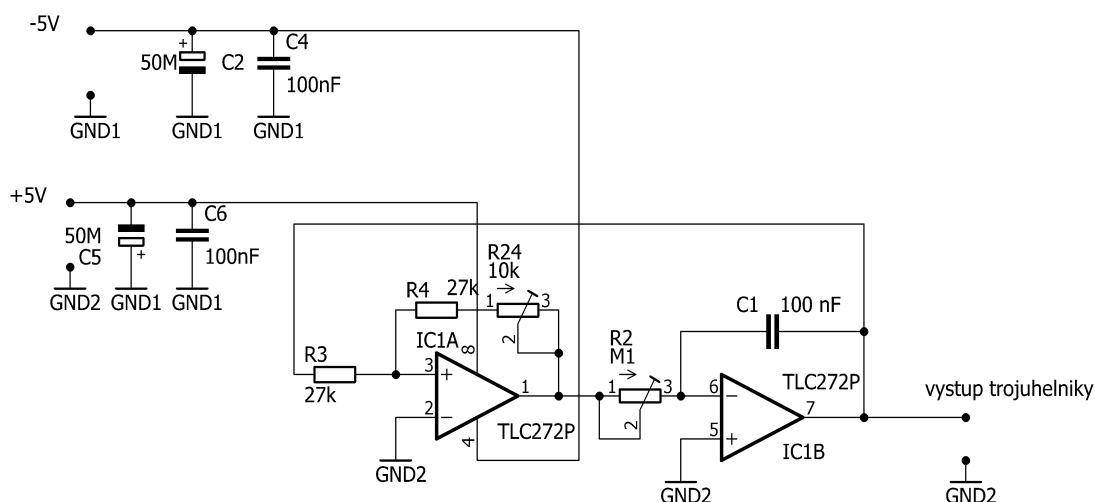 -5V
C4
50M
C2
100nF
GND1
GND1
GND1
+5V
C6
50M
C5
100nF
GND2
GND1
GND1
R24
10k
R4
27k
1
3
2
C1
100 nF
IC1A
8
R2
M1
R3
27k
3
+
1
2
-
TLC272P
4
1
3
2
6
-
TLC272P
7
vystup trojuhelniky
5
+
IC1B
GND2
GND2
GND2